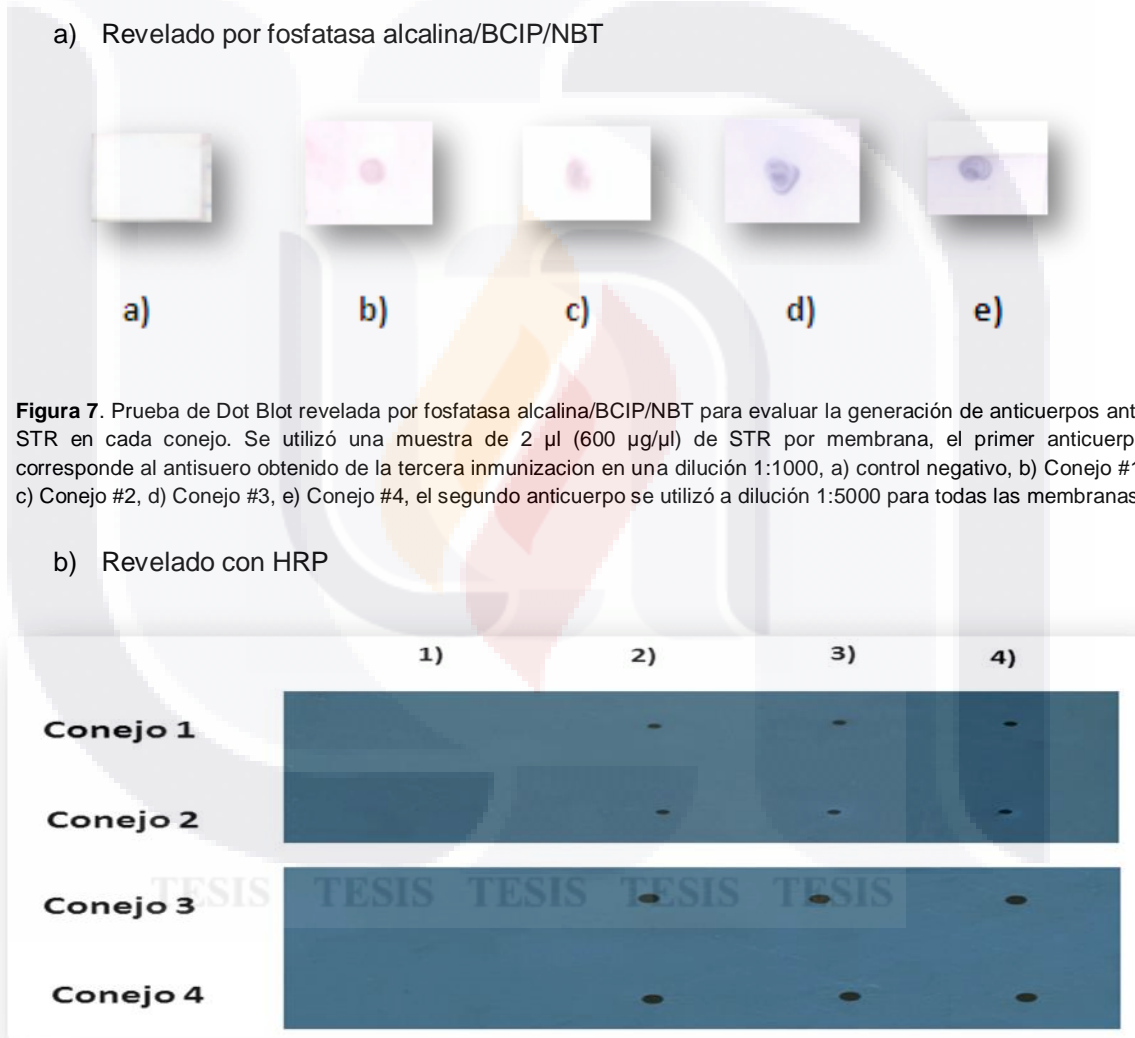 a) Revelado por fosfatasa alcalina/BCIP/NBT
a) b) c) d) e)
Figura 7. Prueba de Dot Blot revelada por fosfatasa alcalina/BCIP/NBT para evaluar la generación de anticuerpos ant
STR en cada conejo. Se utilizó una muestra de 2 µl (600 µg/µl) de STR por membrana, el primer anticuerp
corresponde al antisuero obtenido de la tercera inmunizacion en una dilución 1:1000, a) control negativo, b) Conejo #1
c) Conejo #2, d) Conejo #3, e) Conejo #4, el segundo anticuerpo se utilizó a dilución 1:5000 para todas las membranas
b) Revelado con HRP
1) 2) 3) 4)
Conejo 1
Conejo 2
TESIS TESIS TESIS TESIS TESIS
Conejo 3
Conejo 4